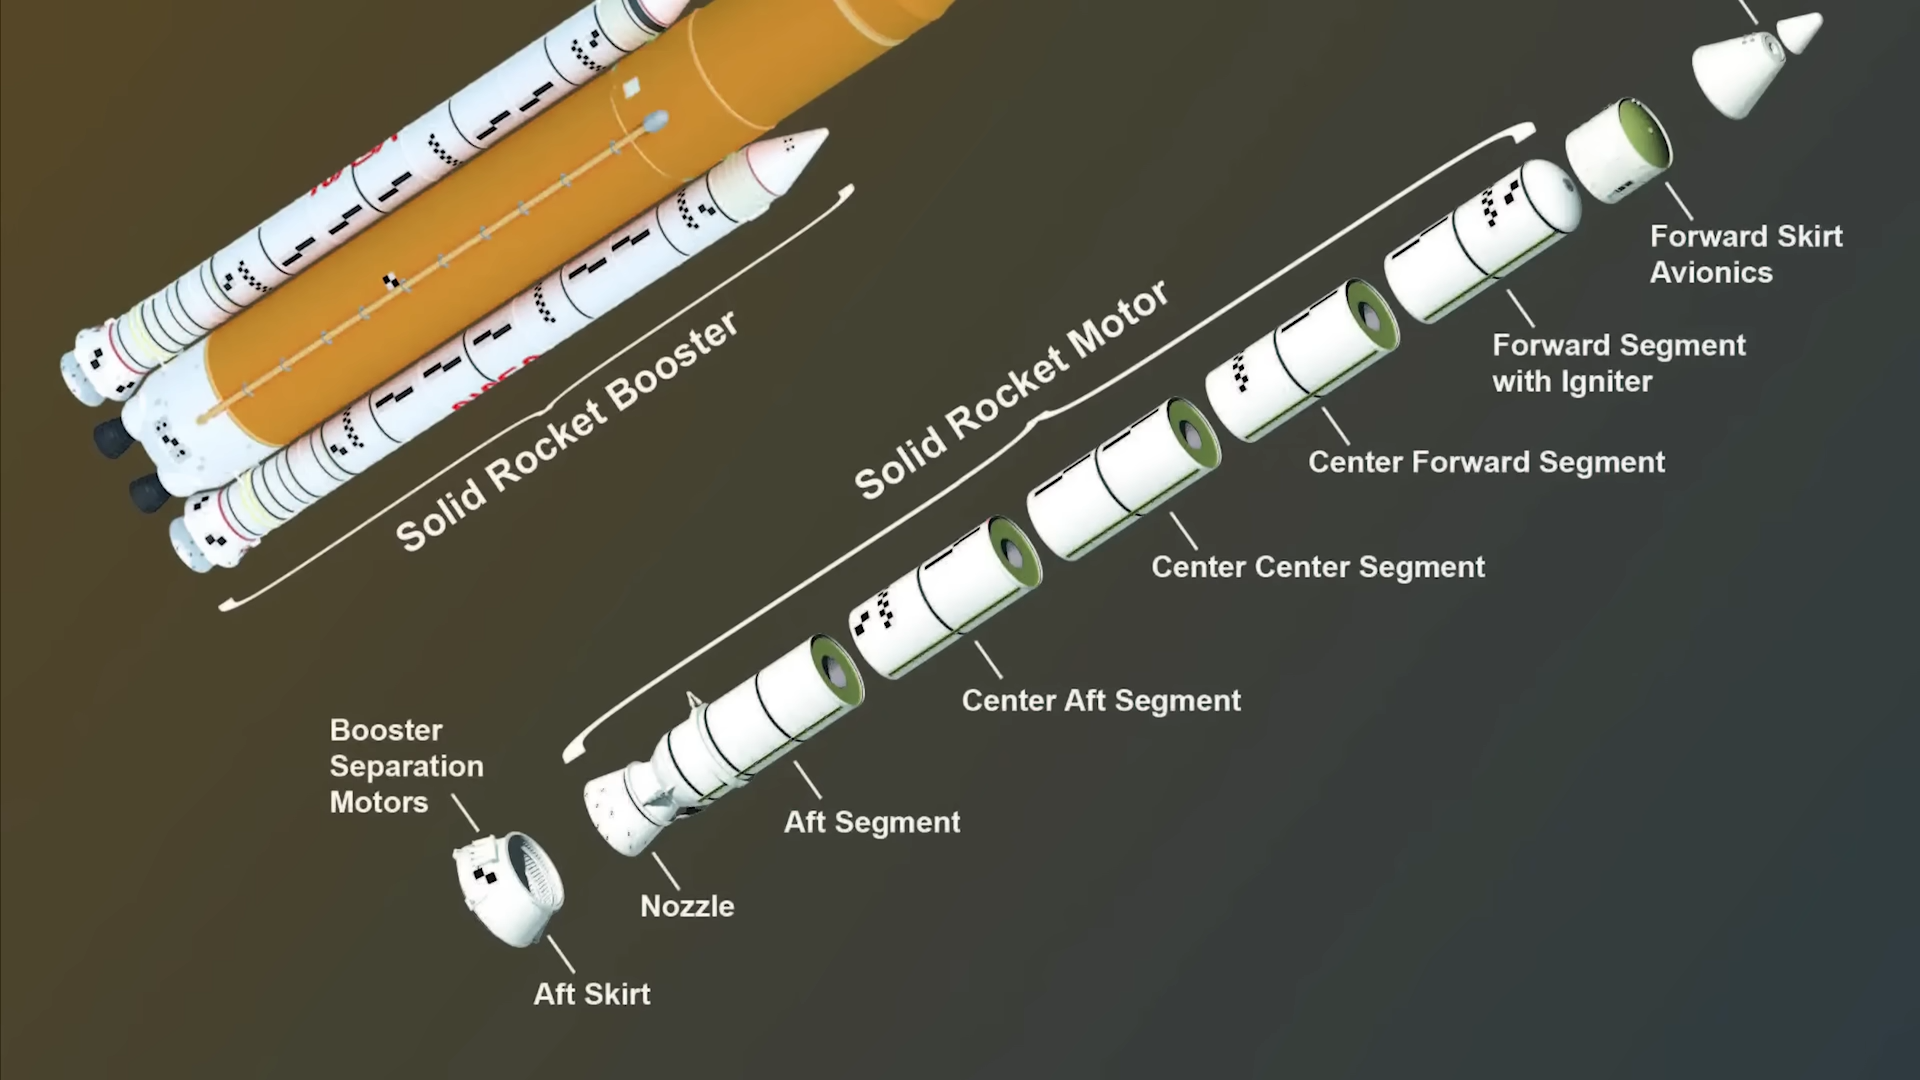 Solid Rocket Booster
Solid Rocket Motor
Forward Skirt
Avionics
Forward Segment
with Igniter
Center Forward Segment
Center Center Segment
Center Aft Segment
Aft Segment
Nozzle
Booster
Separation
Motors
Aft Skirt